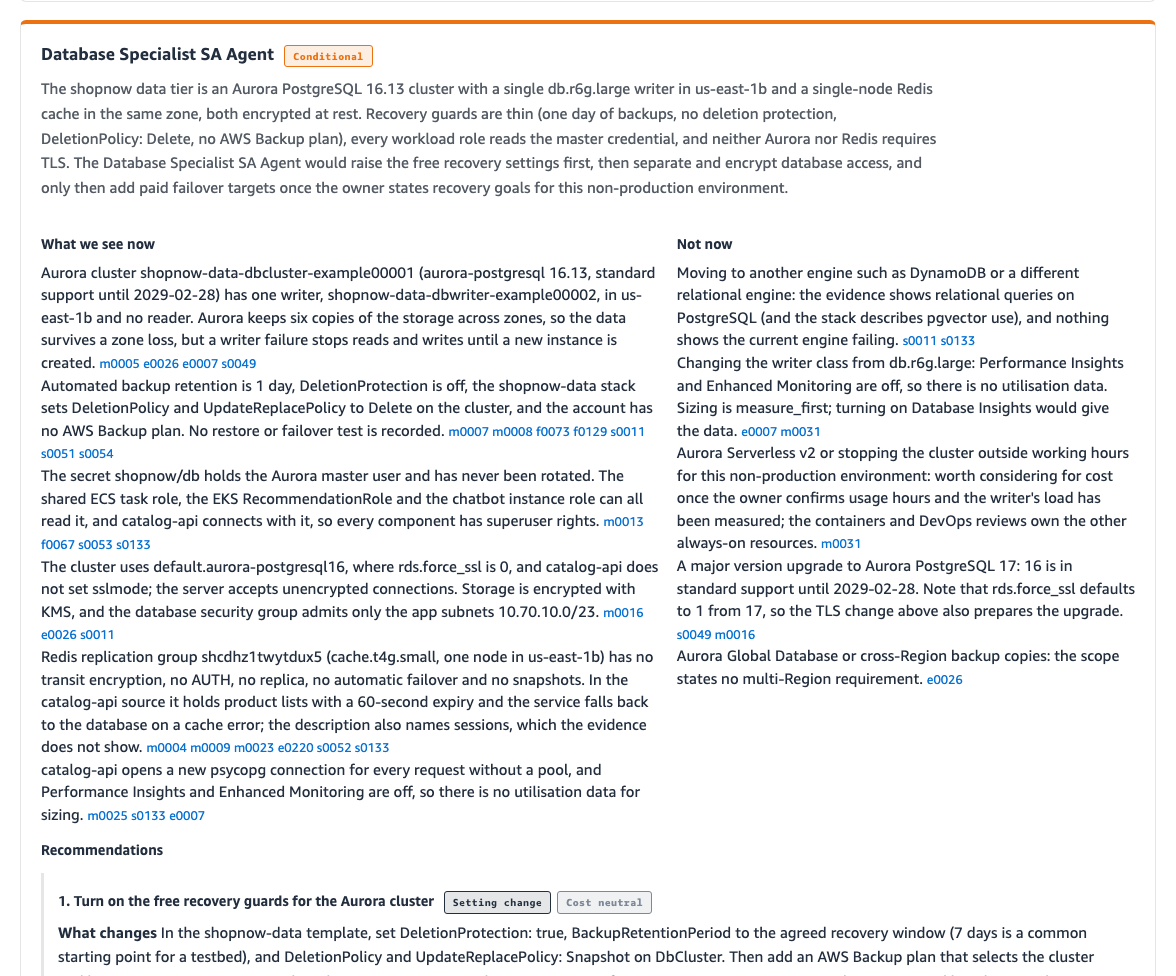 Database Specialist SA Agent Conditional
The shopnow data tier is an Aurora PostgreSQL 16.13 cluster with a single db.r6g.large writer in us-east-1b and a single-node Redis
cache in the same zone, both encrypted at rest. Recovery guards are thin (one day of backups, no deletion protection,
DeletionPolicy: Delete, no AWS Backup plan), every workload role reads the master credential, and neither Aurora nor Redis requires
TLS. The Database Specialist SA Agent would raise the free recovery settings first, then separate and encrypt database access, and
only then add paid failover targets once the owner states recovery goals for this non-production environment.
What we see now
Aurora cluster shopnow-data-dbcluster-example00001 (aurora-postgresql 16.13, standard
support until 2029-02-28) has one writer, shopnow-data-dbwriter-example00002, in us-
east-1b and no reader. Aurora keeps six copies of the storage across zones, so the data
survives a zone loss, but a writer failure stops reads and writes until a new instance is
created. m0005 e0026 e0007 s0049
Automated backup retention is 1 day, DeletionProtection is off, the shopnow-data stack
sets DeletionPolicy and UpdateReplacePolicy to Delete on the cluster, and the account has
no AWS Backup plan. No restore or failover test is recorded. m0007 m0008 f0073 f0129 s0011
s0051 s0054
The secret shopnow/db holds the Aurora master user and has never been rotated. The
shared ECS task role, the EKS RecommendationRole and the chatbot instance role can all
read it, and catalog-api connects with it, so every component has superuser rights. m0013
f0067 s0053 s0133
The cluster uses default.aurora-postgresql16, where rds.force_ssl is 0, and catalog-api does
not set sslmode; the server accepts unencrypted connections. Storage is encrypted with
KMS, and the database security group admits only the app subnets 10.70.10.0/23. m0016
e0026 s0011
Redis replication group shcdhz1twytdux5 (cache.t4g.small, one node in us-east-1b) has no
transit encryption, no AUTH, no replica, no automatic failover and no snapshots. In the
catalog-api source it holds product lists with a 60-second expiry and the service falls back
to the database on a cache error; the description also names sessions, which the evidence
does not show. m0004 m0009 m0023 e0220 s0052 s0133
catalog-api opens a new psycopg connection for every request without a pool, and
Performance Insights and Enhanced Monitoring are off, so there is no utilisation data for
sizing. m0025 s0133 e0007
Not now
Moving to another engine such as DynamoDB or a different
relational engine: the evidence shows relational queries on
PostgreSQL (and the stack describes pgvector use), and nothing
shows the current engine failing. s0011 s0133
Changing the writer class from db.r6g.large: Performance Insights
and Enhanced Monitoring are off, so there is no utilisation data.
Sizing is measure_first; turning on Database Insights would give
the data. e0007 m0031
Aurora Serverless v2 or stopping the cluster outside working hours
for this non-production environment: worth considering for cost
once the owner confirms usage hours and the writer's load has
been measured; the containers and DevOps reviews own the other
always-on resources. m0031
A major version upgrade to Aurora PostgreSQL 17: 16 is in
standard support until 2029-02-28. Note that rds.force_ssl defaults
to 1 from 17, so the TLS change above also prepares the upgrade.
s0049 m0016
Aurora Global Database or cross-Region backup copies: the scope
states no multi-Region requirement. e0026
Recommendations
1. Turn on the free recovery guards for the Aurora cluster Setting change Cost neutral
What changes In the shopnow-data template, set DeletionProtection: true, BackupRetentionPeriod to the agreed recovery window (7 days is a common
starting point for a testbed), and DeletionPolicy and UpdateReplacePolicy: Snapshot on DbCluster. Then add an AWS Backup plan that selects the cluster